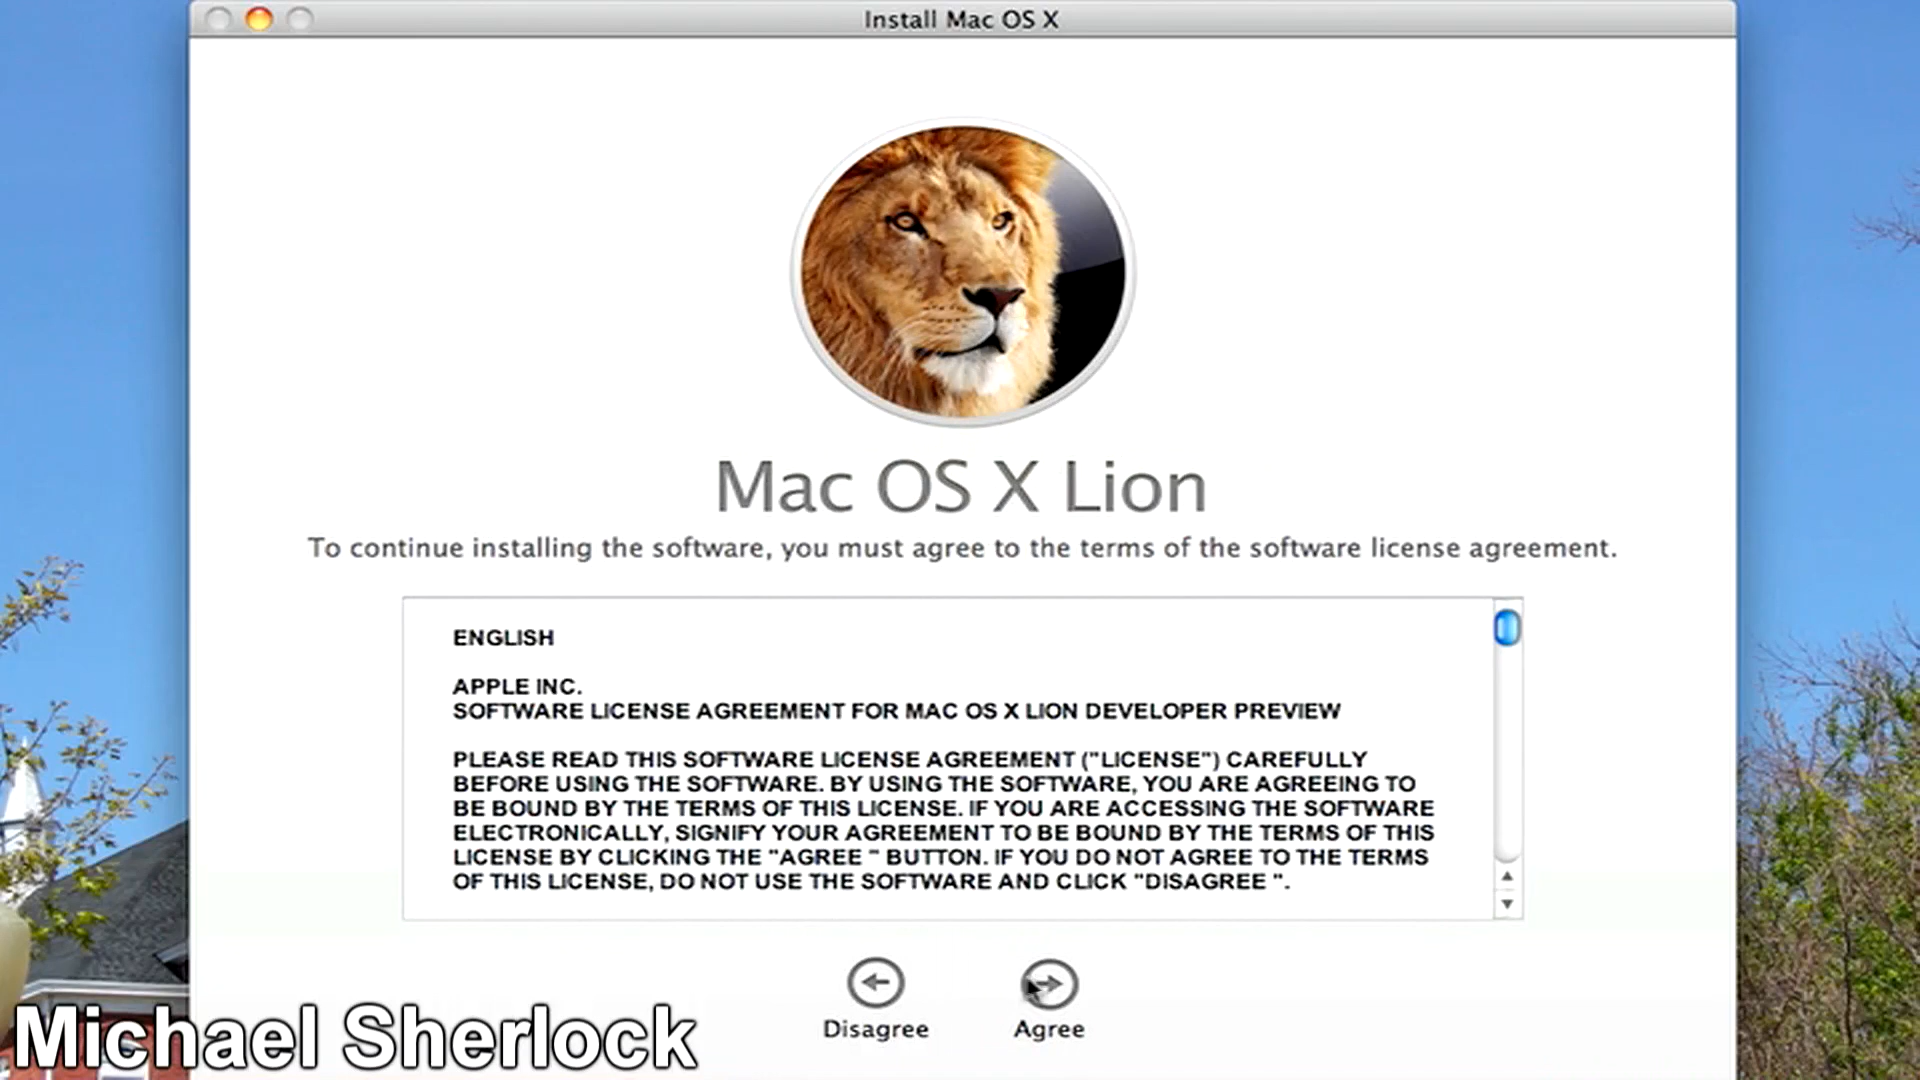 Install Mac OS X
Mac OS X Lion
To continue installing the software, you must agree to the terms of the software license agreement.
ENGLISH
APPLE INC.
SOFTWARE LICENSE AGREEMENT FOR MAC OS X LION DEVELOPER PREVIEW
PLEASE READ THIS SOFTWARE LICENSE AGREEMENT ("LICENSE") CAREFULLY
BEFORE USING THE SOFTWARE. BY USING THE SOFTWARE, YOU ARE AGREEING TO
BE BOUND BY THE TERMS OF THIS LICENSE. IF YOU ARE ACCESSING THE SOFTWARE
ELECTRONICALLY, SIGNIFY YOUR AGREEMENT TO BE BOUND BY THE TERMS OF THIS
LICENSE BY CLICKING THE "AGREE " BUTTON. IF YOU DO NOT AGREE TO THE TERMS
OF THIS LICENSE, DO NOT USE THE SOFTWARE AND CLICK "DISAGREE ".
Disagree Agree
Michael Sherlock